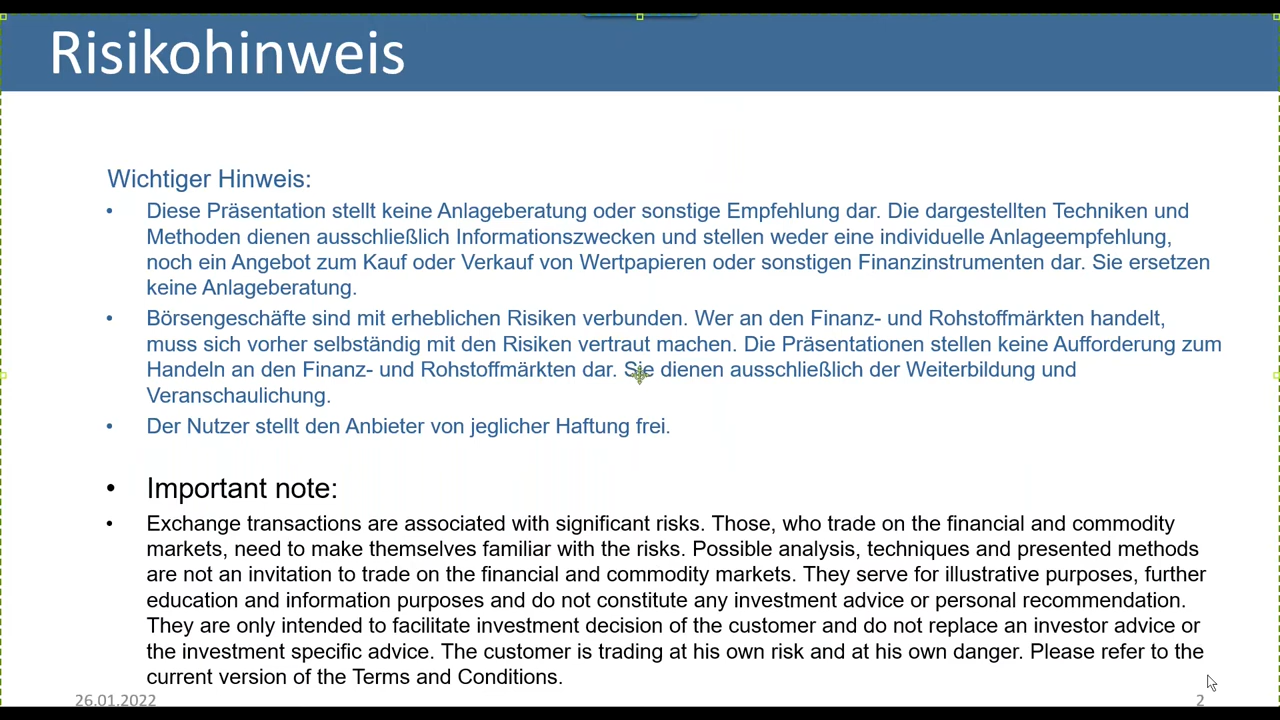 Risikohinweis
Wichtiger Hinweis:
• Diese Präsentation stellt keine Anlageberatung oder sonstige Empfehlung dar. Die dargestellten Techniken und
Methoden dienen ausschließlich Informationszwecken und stellen weder eine individuelle Anlageempfehlung,
noch ein Angebot zum Kauf oder Verkauf von Wertpapieren oder sonstigen Finanzinstrumenten dar. Sie ersetzen
keine Anlageberatung.
• Börsengeschäfte sind mit erheblichen Risiken verbunden. Wer an den Finanz- und Rohstoffmärkten handelt,
muss sich vorher selbständig mit den Risiken vertraut machen. Die Präsentationen stellen keine Aufforderung zum
Handeln an den Finanz- und Rohstoffmärkten dar. Sie dienen ausschließlich der Weiterbildung und
Veranschaulichung.
• Der Nutzer stellt den Anbieter von jeglicher Haftung frei.
• Important note:
• Exchange transactions are associated with significant risks. Those, who trade on the financial and commodity
markets, need to make themselves familiar with the risks. Possible analysis, techniques and presented methods
are not an invitation to trade on the financial and commodity markets. They serve for illustrative purposes, further
education and information purposes and do not constitute any investment advice or personal recommendation.
They are only intended to facilitate investment decision of the customer and do not replace an investor advice or
the investment specific advice. The customer is trading at his own risk and at his own danger. Please refer to the
current version of the Terms and Conditions.
26.01.2022
2